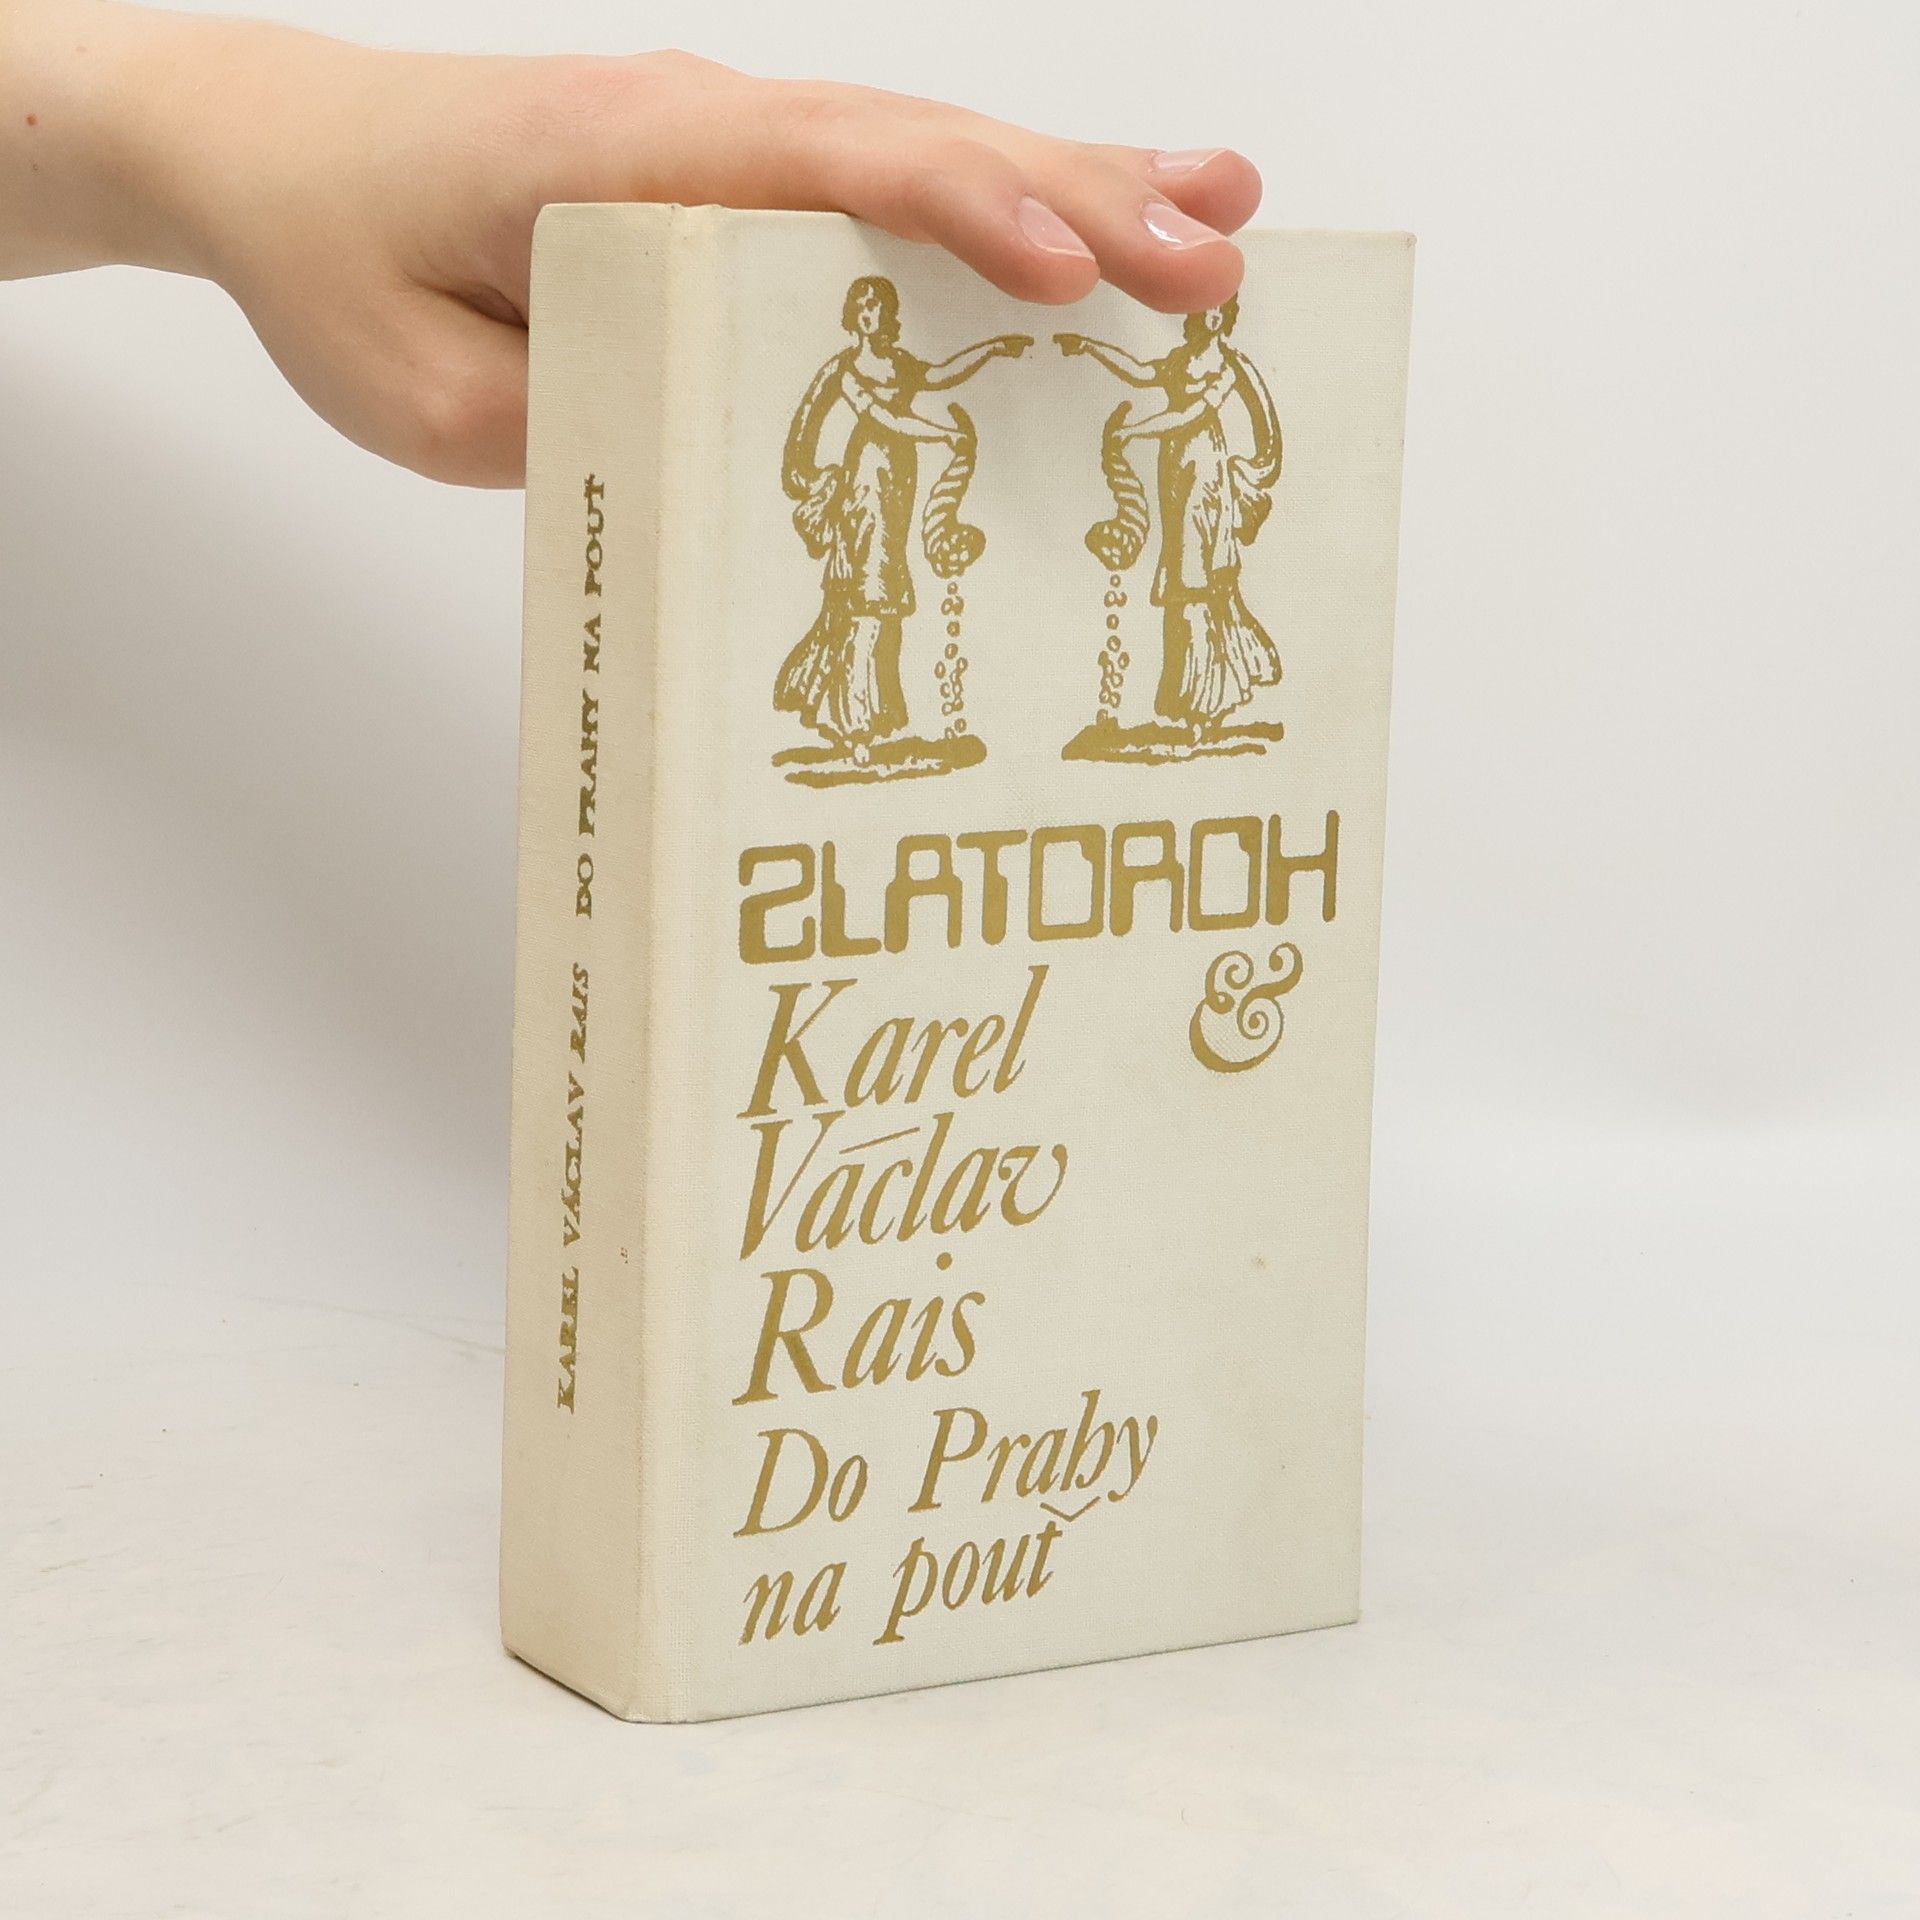 KAREL VÁCLAV RAIS DO PRAHY NA POUŤ
ZLATOROH
Karel &
Václav
Rais
Do Prahy
na pouť